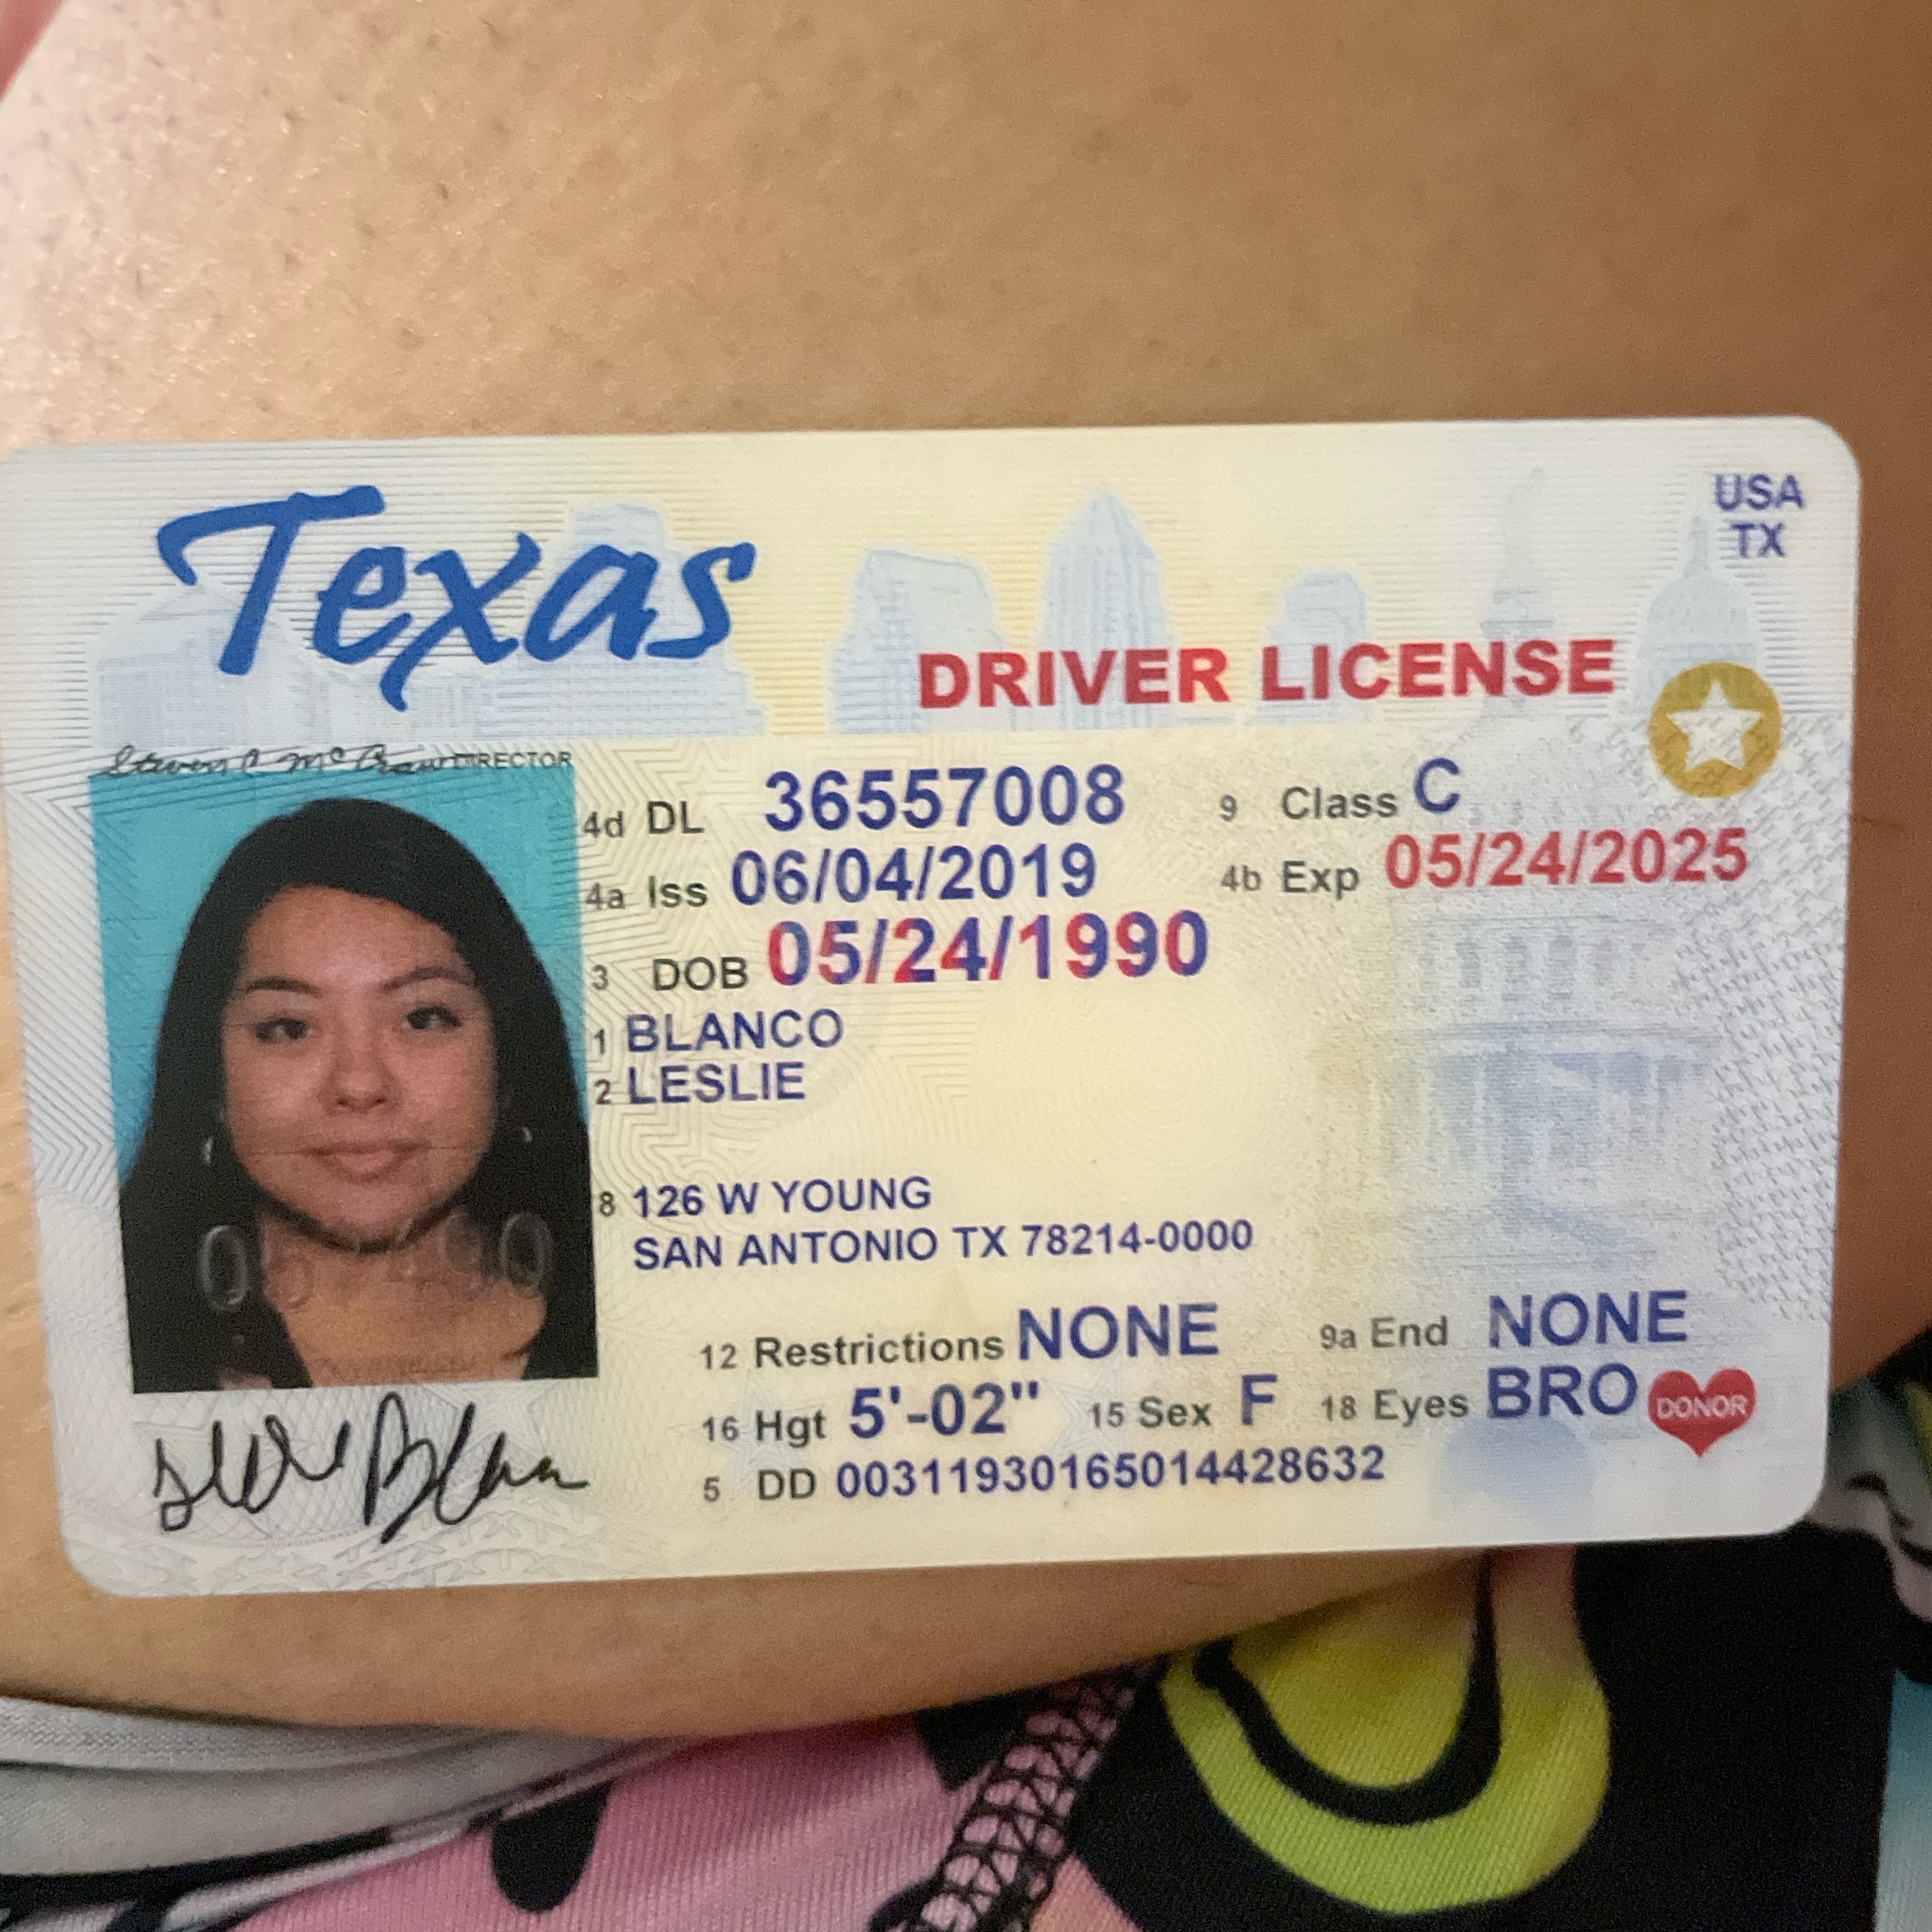 Texas
USA
TX
DRIVER LICENSE
DIRECTOR
4d DL 36557008 9 Class C
4a Iss 06/04/2019 4b Exp 05/24/2025
3 DOB 05/24/1990
1 BLANCO
2 LESLIE
8 126 W YOUNG
SAN ANTONIO TX 78214-0000
12 Restrictions NONE 9a End NONE
16 Hgt 5'-02" 15 Sex F 18 Eyes BRO DONOR
5 DD 00311930165014428632